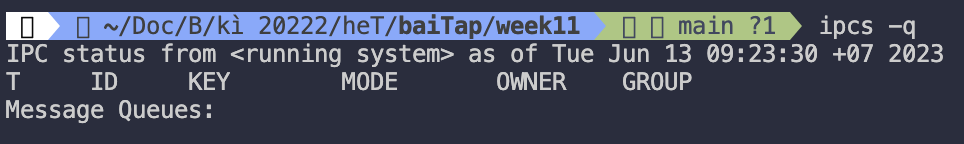 ~/Doc/B/kì 20222/heT/baiTap/week11 main ?1 ipcs -q
IPC status from <running system> as of Tue Jun 13 09:23:30 +07 2023
T ID KEY MODE OWNER GROUP
Message Queues: